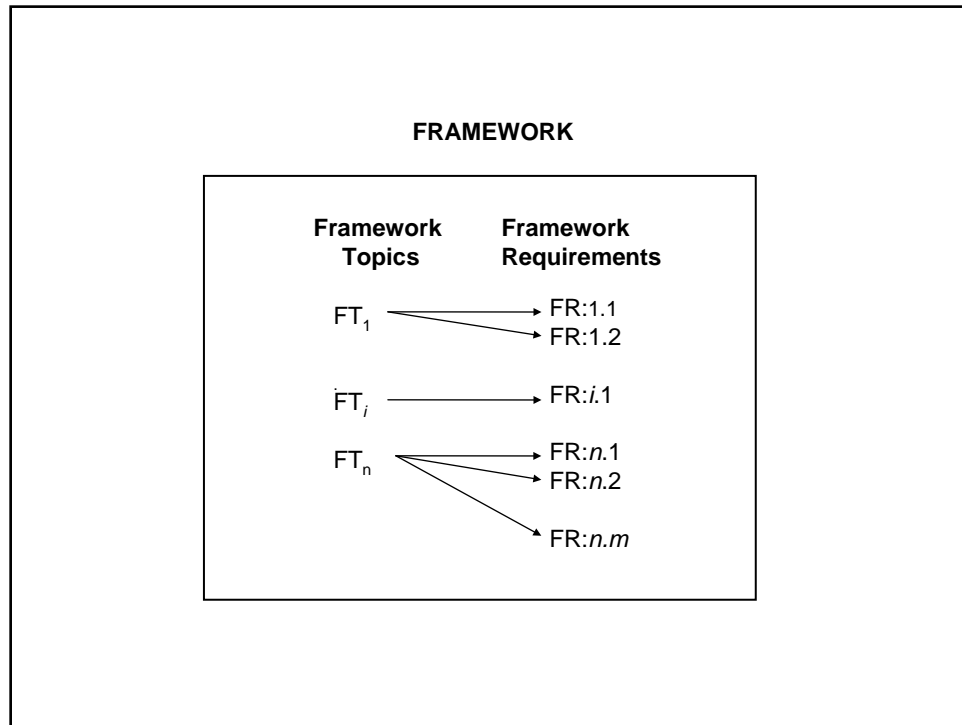 FRAMEWORK
Framework Topics
Framework Requirements
FT1
FR:1.1
FR:1.2
FTi
FR:i.1
FTn
FR:n.1
FR:n.2
FR:n.m